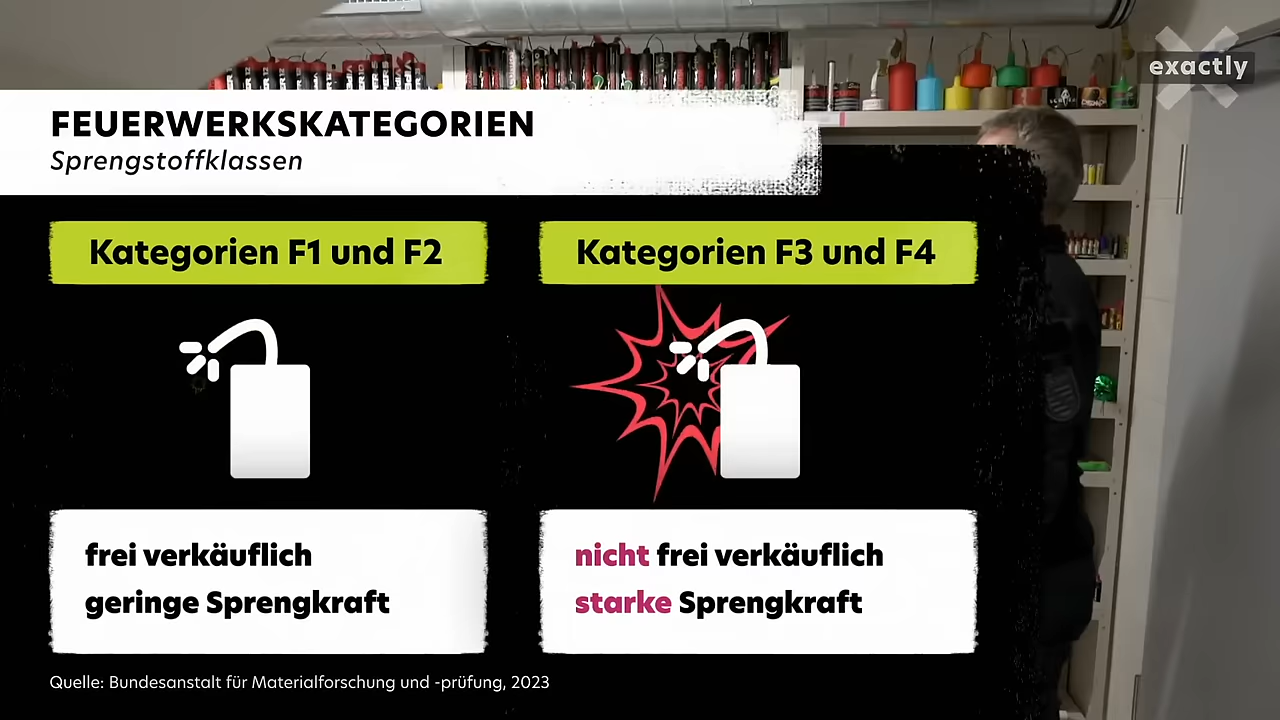 exactly
FEUERWERKSKATEGORIEN
Sprengstoffklassen
Kategorien F1 und F2
Kategorien F3 und F4
frei verkäuflich
geringe Sprengkraft
nicht frei verkäuflich
starke Sprengkraft
Quelle: Bundesanstalt für Materialforschung und -prüfung, 2023